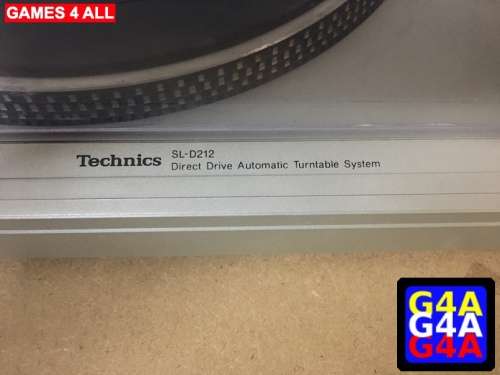 GAMES 4 ALL
Technics SL-D212
Direct Drive Automatic Turntable System
G4A
G4A
G4A